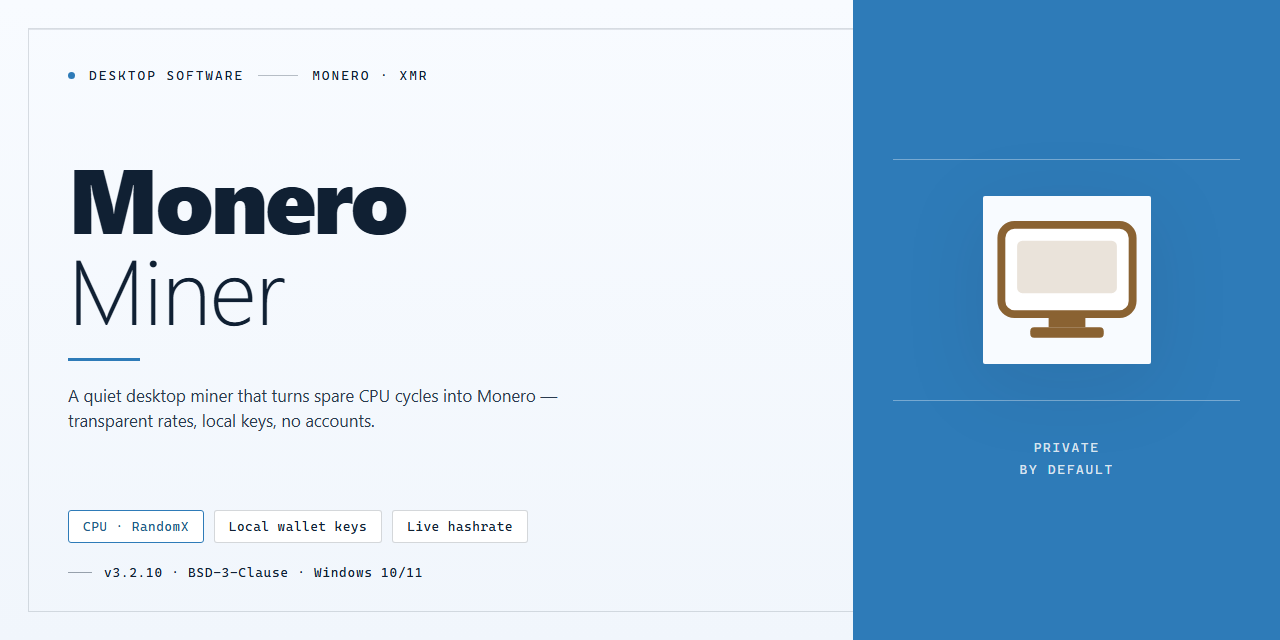 DESKTOP SOFTWARE MONERO · XMR
Monero
Miner
A quiet desktop miner that turns spare CPU cycles into Monero —
transparent rates, local keys, no accounts.
CPU · RandomX Local wallet keys Live hashrate
v3.2.10 · BSD-3-Clause · Windows 10/11
PRIVATE
BY DEFAULT